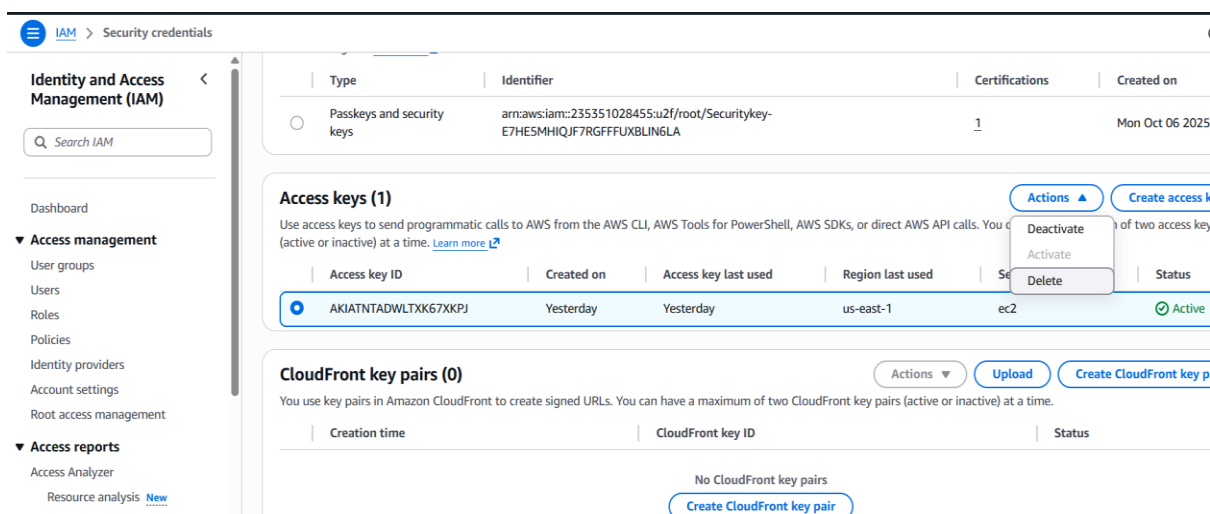 IAM > Security credentials
Identity and Access
Management (IAM)
Search IAM
Dashboard
Access management
User groups
Users
Roles
Policies
Identity providers
Account settings
Root access management
Access reports
Access Analyzer
Resource analysis New
Type Identifier Certifications Created on
Passkeys and security
keys
arn:aws:iam::235351028455:u2f/root/Securitykey-
E7HE5MHIQJF7RGFFFUXBLIN6LA
1
Mon Oct 06 2025
Access keys (1)
Actions
Create access
Use access keys to send programmatic calls to AWS from the AWS CLI, AWS Tools for PowerShell, AWS SDKs, or direct AWS API calls. You of two access key
(active or inactive) at a time. Learn more
Deactivate
Activate
Delete
Access key ID Created on Access key last used Region last used Status
AKIATNTADWLTXK67XKPJ Yesterday Yesterday us-east-1 ec2 Active
CloudFront key pairs (0)
Actions
Upload
Create CloudFront key
You use key pairs in Amazon CloudFront to create signed URLs. You can have a maximum of two CloudFront key pairs (active or inactive) at a time.
Creation time CloudFront key ID Status
No CloudFront key pairs
Create CloudFront key pair